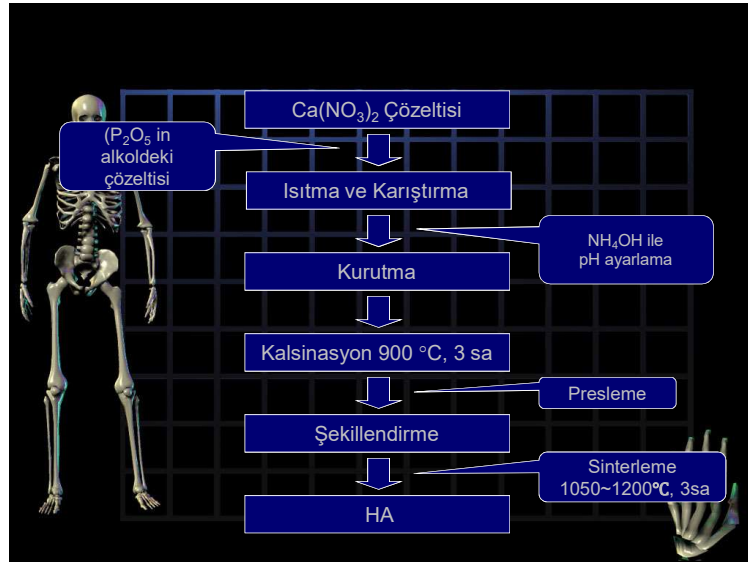 Ca(NO₃)₂ Çözeltisi
(P₂O₅ in
alkoldeki
çözeltisi
Isıtma ve Karıştırma
NH₄OH ile
pH ayarlama
Kurutma
Kalsinasyon 900 °C, 3 sa
Presleme
Şekillendirme
Sinterleme
1050~1200℃, 3sa
HA